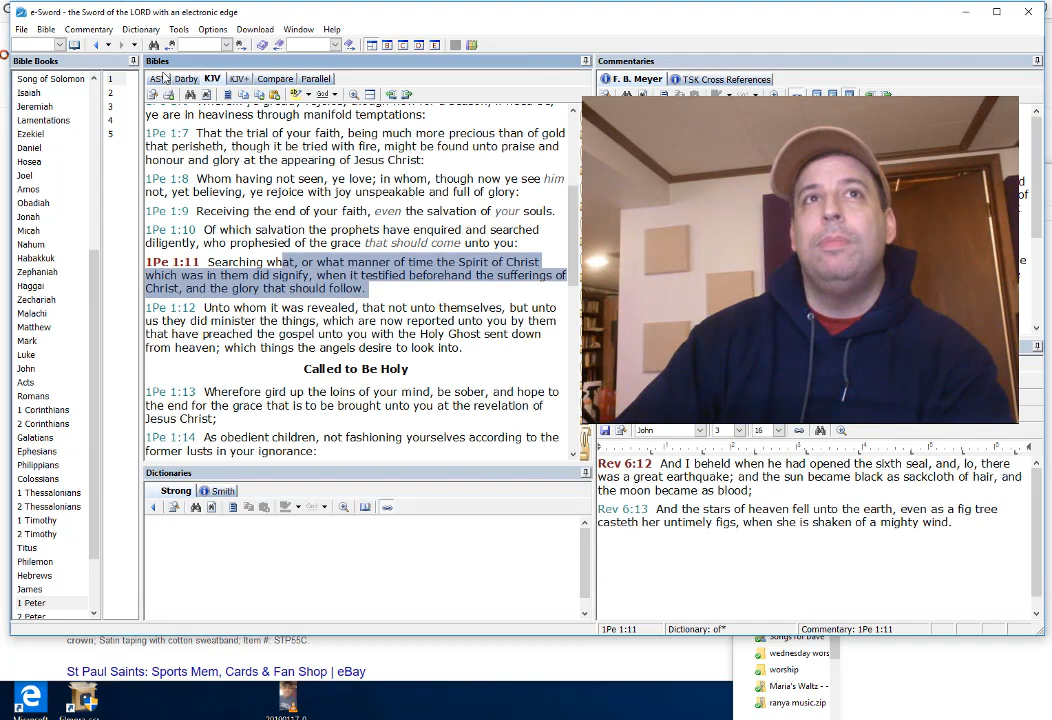 e-Sword - the Sword of the LORD with an electronic edge
File Bible Commentary Dictionary Tools Options Download Window Help
B C D E
Bible Books
Song of Solomon
Isaiah
Jeremiah
Lamentations
Ezekiel
Daniel
Hosea
Joel
Amos
Obadiah
Jonah
Micah
Nahum
Habakkuk
Zephaniah
Haggai
Zechariah
Malachi
Matthew
Mark
Luke
John
Acts
Romans
1 Corinthians
2 Corinthians
Galatians
Ephesians
Philippians
Colossians
1 Thessalonians
2 Thessalonians
1 Timothy
2 Timothy
Titus
Philemon
Hebrews
James
1 Peter
2 Peter
1
2
3
4
5
Bibles
Darby KJV KJV+ Compare Parallel
ye are in heaviness through manifold temptations:
1Pe 1:7 That the trial of your faith, being much more precious than of gold
that perisheth, though it be tried with fire, might be found unto praise and
honour and glory at the appearing of Jesus Christ:
1Pe 1:8 Whom having not seen, ye love; in whom, though now ye see him
not, yet believing, ye rejoice with joy unspeakable and full of glory:
1Pe 1:9 Receiving the end of your faith, even the salvation of your souls.
1Pe 1:10 Of which salvation the prophets have enquired and searched
diligently, who prophesied of the grace that should come unto you:
1Pe 1:11 Searching what, or what manner of time the Spirit of Christ
which was in them did signify, when it testified beforehand the sufferings of
Christ, and the glory that should follow.
1Pe 1:12 Unto whom it was revealed, that not unto themselves, but unto
us they did minister the things, which are now reported unto you by them
that have preached the gospel unto you with the Holy Ghost sent down
from heaven; which things the angels desire to look into.
Called to Be Holy
1Pe 1:13 Wherefore gird up the loins of your mind, be sober, and hope to
the end for the grace that is to be brought unto you at the revelation of
Jesus Christ;
1Pe 1:14 As obedient children, not fashioning yourselves according to the
former lusts in your ignorance:
Dictionaries
Strong Smith
Commentaries
F. B. Meyer TSK Cross References
John 3 16
1 2 3 4 5 6
Rev 6:12 And I beheld when he had opened the sixth seal, and, lo, there
was a great earthquake; and the sun became black as sackcloth of hair, and
the moon became as blood;
Rev 6:13 And the stars of heaven fell unto the earth, even as a fig tree
casteth her untimely figs, when she is shaken of a mighty wind.
1Pe 1:11 Dictionary: of* Commentary: 1Pe 1:11
crown; Satin taping with cotton sweatband, Item #: STP55C.
St Paul Saints: Sports Mem, Cards & Fan Shop | eBay
wednesday wors
worship
Maria's Waltz - -
ranya music.zip